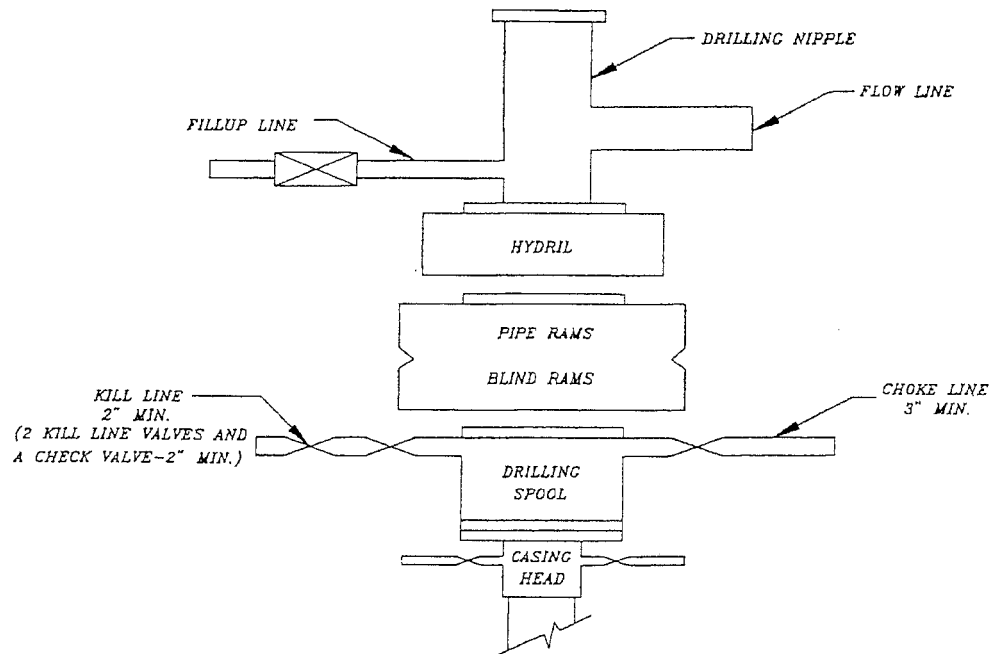 DRILLING NIPPLE
FLOW LINE
FILLUP LINE
HYDRIL
PIPE RAMS
BLIND RAMS
KILL LINE
2" MIN.
(2 KILL LINE VALVES AND
A CHECK VALVE-2" MIN.)
CHOKE LINE
3" MIN.
DRILLING
SPOOL
CASING
HEAD